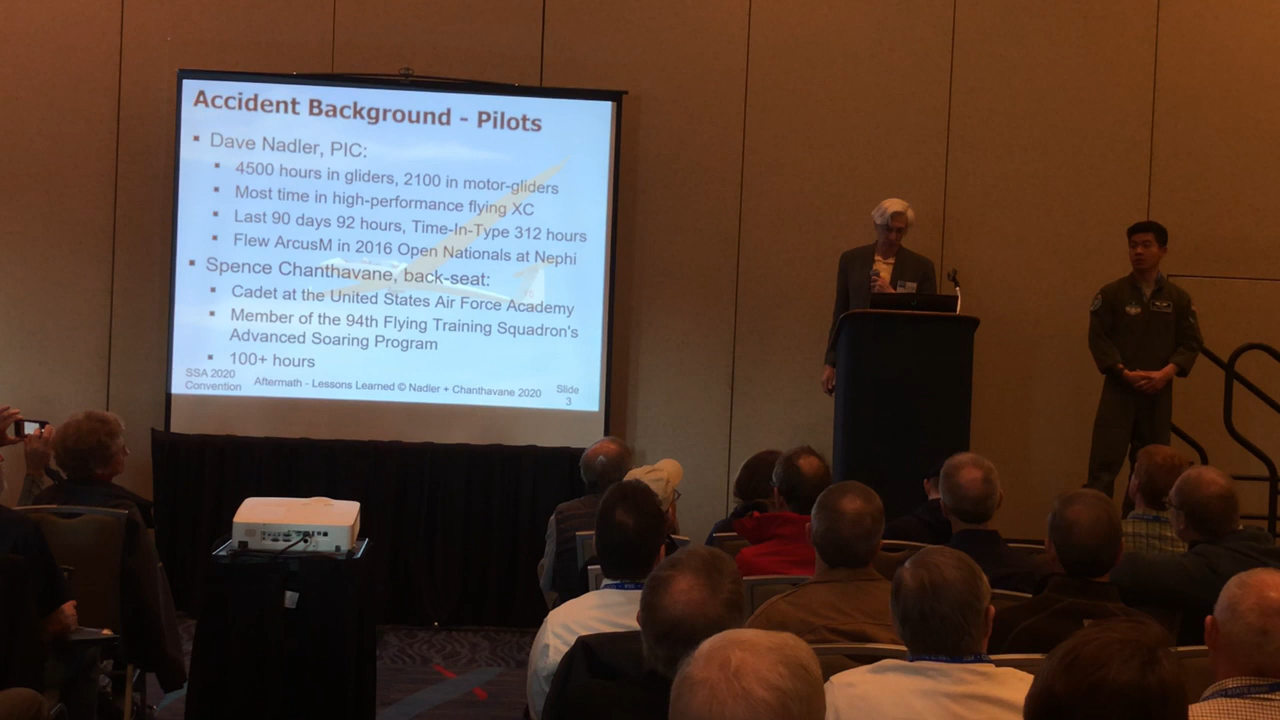 Accident Background - Pilots
Dave Nadler, PIC:
4500 hours in gliders, 2100 in motor-gliders
Most time in high-performance flying XC
Last 90 days 92 hours, Time-In-Type 312 hours
Flew ArcusM in 2016 Open Nationals at Nephi
Spence Chanthavane, back-seat:
Cadet at the United States Air Force Academy
Member of the 94th Flying Training Squadron's
Advanced Soaring Program
100+ hours
SSA 2020
Convention
Aftermath - Lessons Learned © Nadler + Chanthavane 2020
Slide
3
STATE BANK